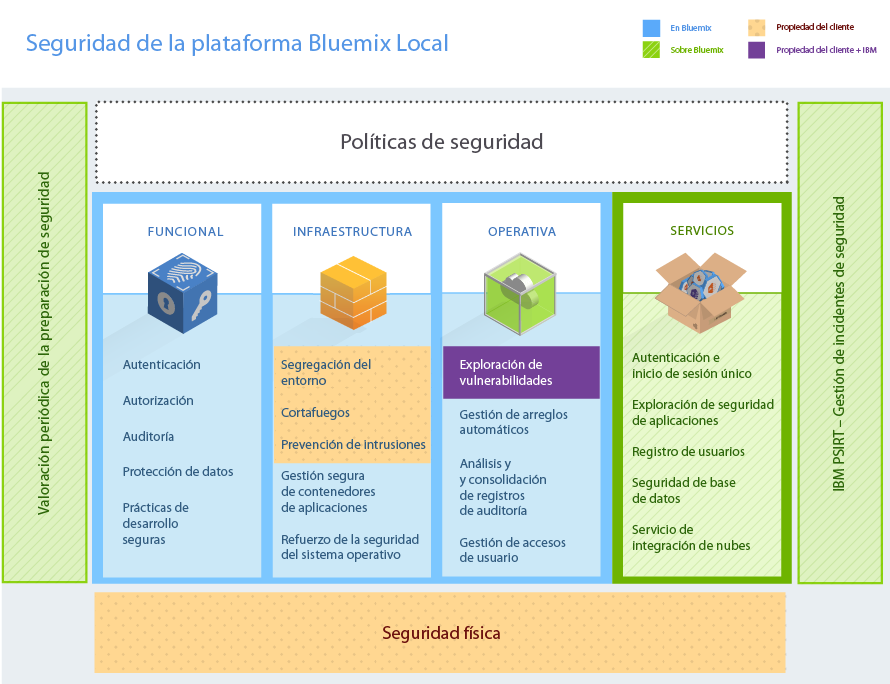 Seguridad de la plataforma Bluemix Local
En Bluemix
Sobre Bluemix
Propiedad del cliente
Propiedad del cliente + IBM
Valoración periódica de la preparación de seguridad
Políticas de seguridad
FUNCIONAL
Autenticación
Autorización
Auditoría
Protección de datos
Prácticas de
desarrollo
seguras
INFRAESTRUCTURA
Segregación del
entorno
Cortafuegos
Prevención de intrusiones
Gestión segura
de contenedores
de aplicaciones
Refuerzo de la seguridad
del sistema operativo
OPERATIVA
Exploración de
vulnerabilidades
Gestión de arreglos
automáticos
Análisis y
y consolidación
de registros
de auditoría
Gestión de accesos
de usuario
SERVICIOS
Autenticación e
inicio de sesión único
Exploración de seguridad
de aplicaciones
Registro de usuarios
Seguridad de base
de datos
Servicio de
integración de nubes
IBM PSIRT – Gestión de incidentes de seguridad
Seguridad física